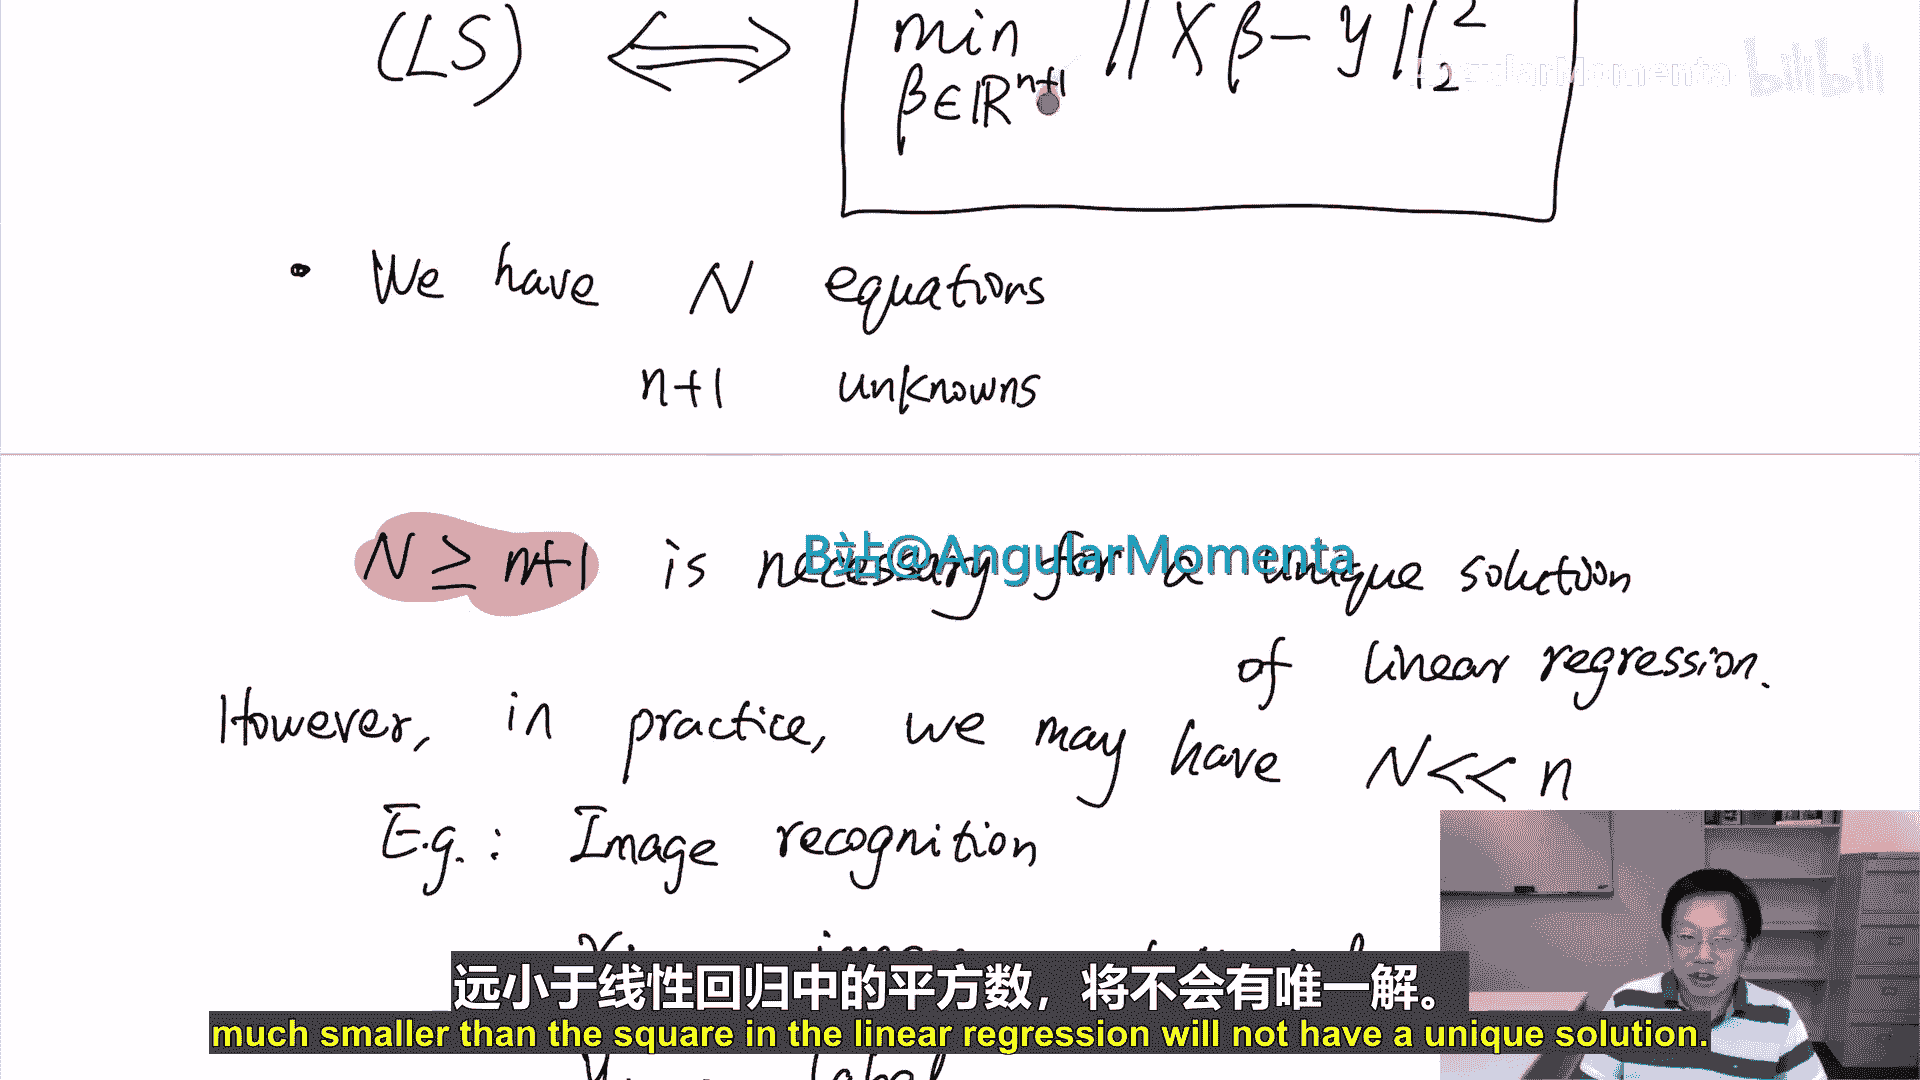 (LS) ⟺ min ‖Xβ − y‖₂²
β∈ℝⁿ⁺¹
AngularMomenta bilibili
• We have N equations
n+1 unknowns
N ≥ n+1 is necessary for a unique solution
B站@AngularMomenta
of linear regression.
However, in practice, we may have N << n
E.g.: Image recognition
远小于线性回归中的平方数，将不会有唯一解。
much smaller than the square in the linear regression will not have a unique solution.
label